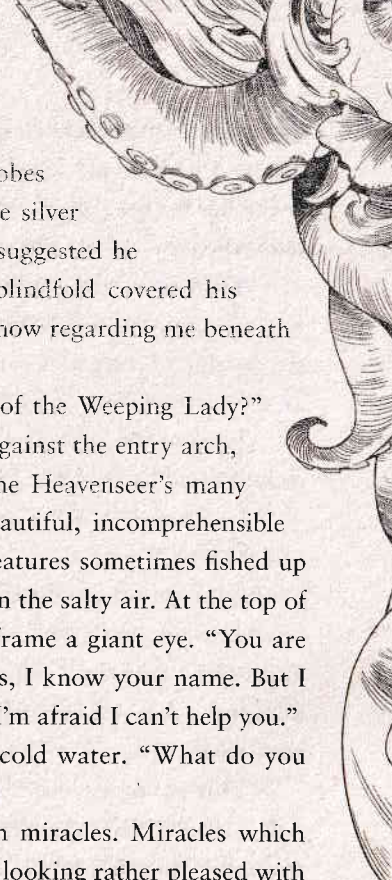 obes
e silver
suggested he
blindfold covered his
now regarding me beneath
of the Weeping Lady?”
gainst the entry arch,
he Heavenseer’s many
autiful, incomprehensible
eatures sometimes fished up
n the salty air. At the top of
frame a giant eye. “You are
s, I know your name. But I
I’m afraid I can’t help you.”
cold water. “What do you
n miracles. Miracles which
looking rather pleased with